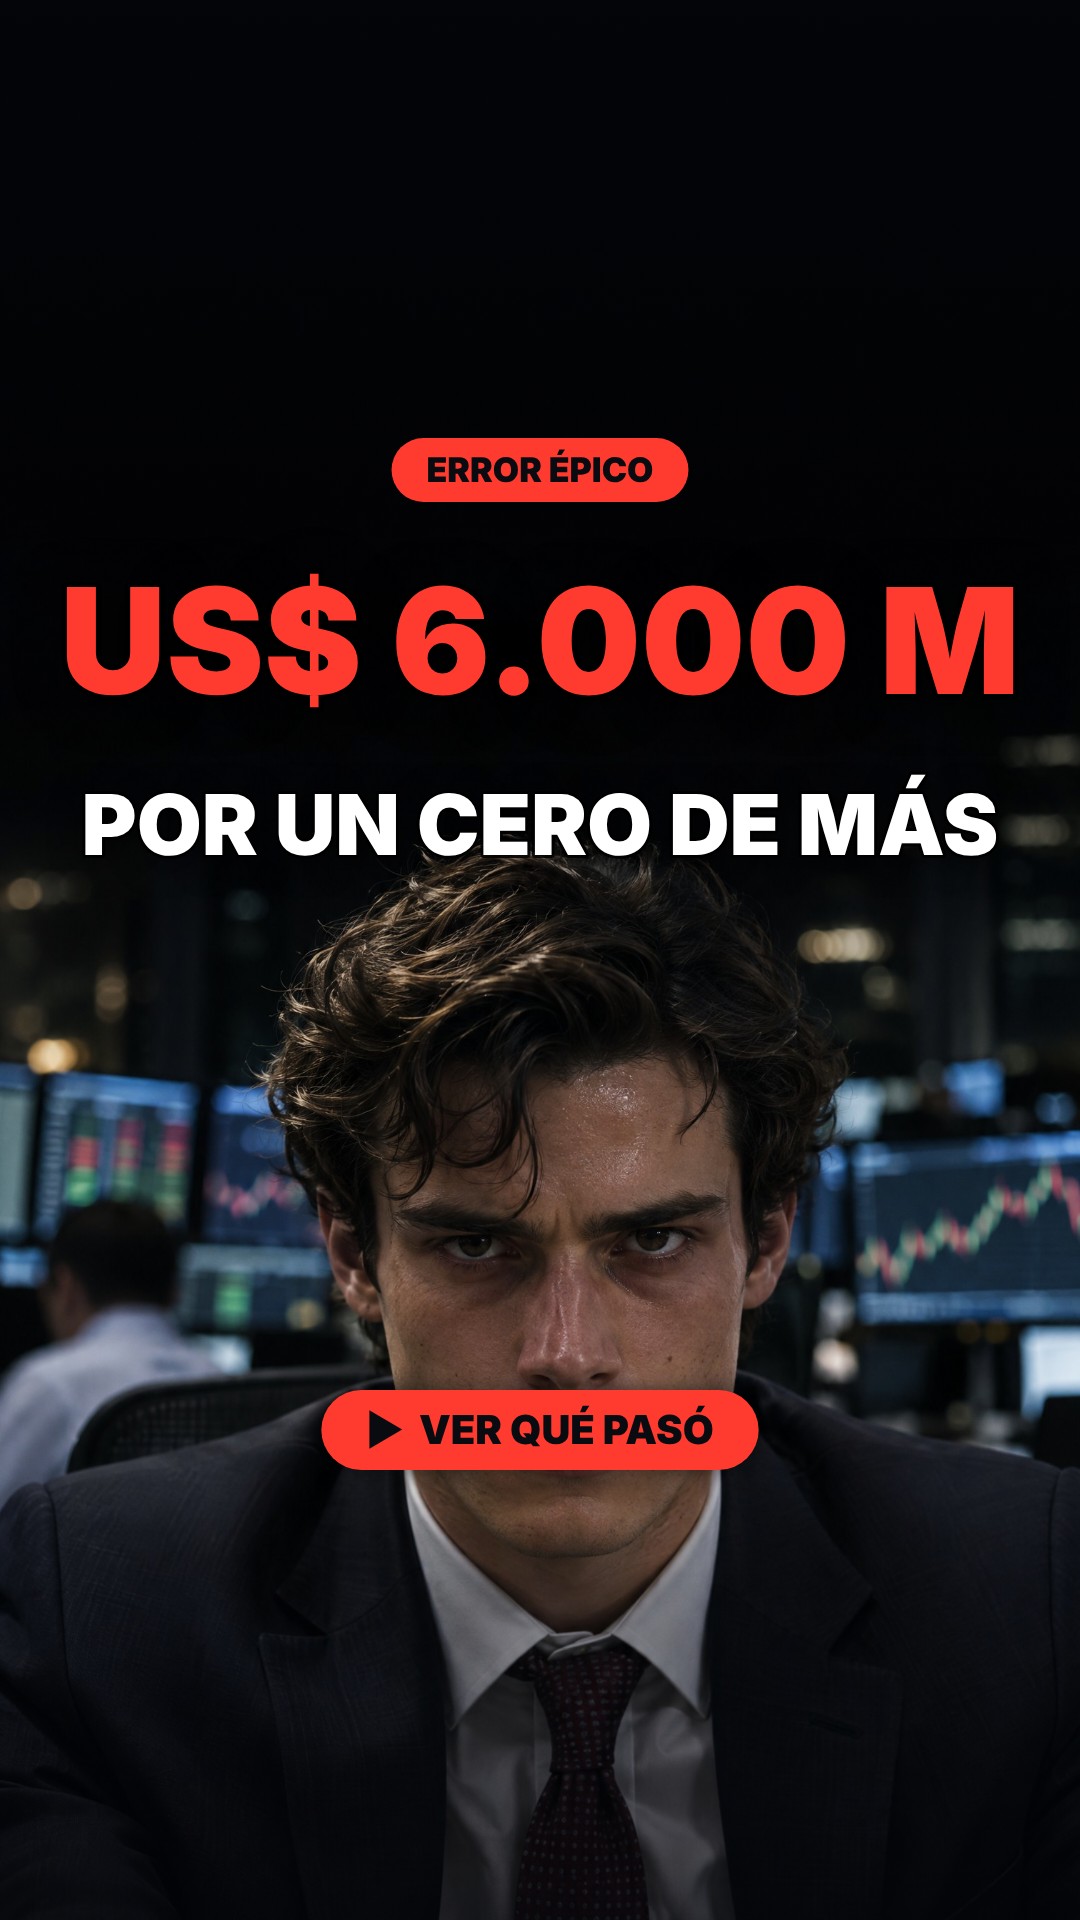 ERROR ÉPICO
US$ 6.000 M
POR UN CERO DE MÁS
VER QUÉ PASÓ